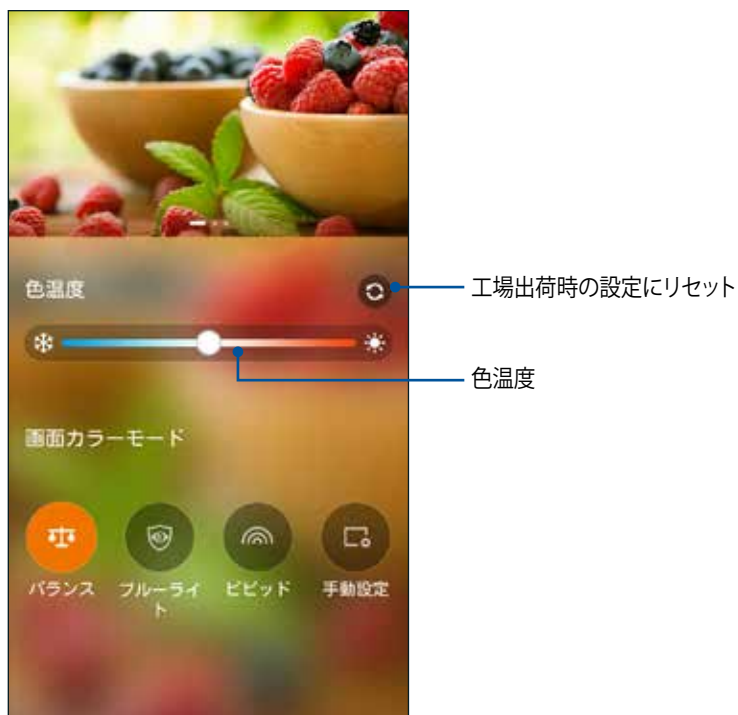 色温度
工場出荷時の設定にリセット
色温度
画面カラーモード
バランス
ブルーライ
ト
ビビッド
手動設定